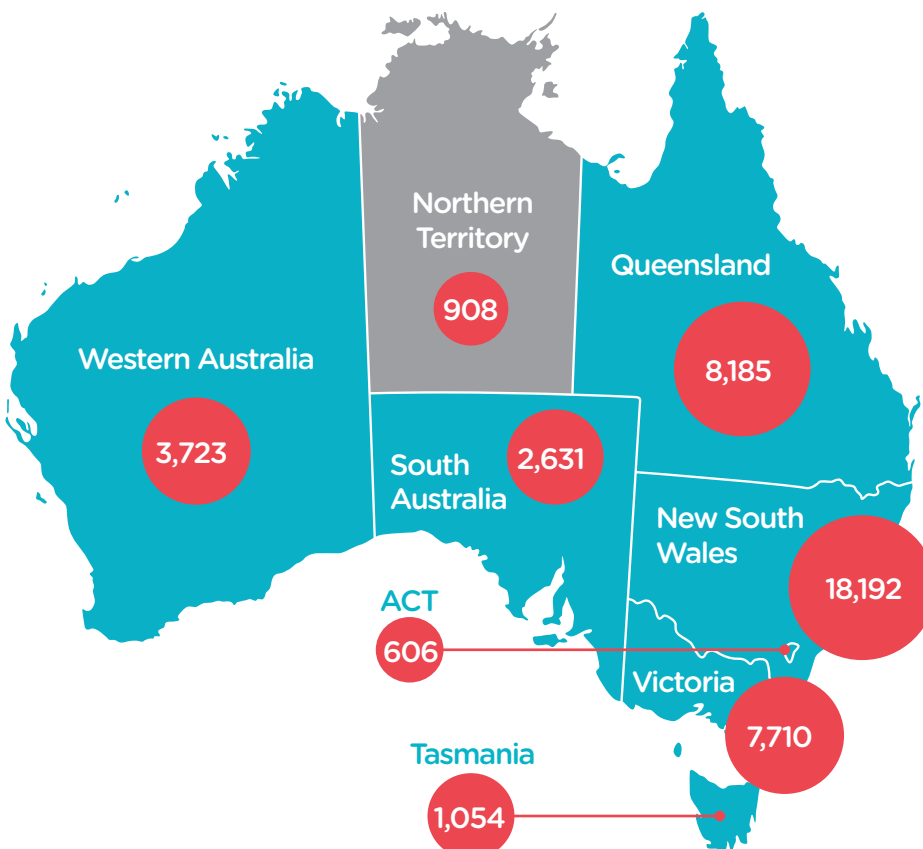 Northern
Territory
908
Queensland
8,185
Western Australia
3,723
South
Australia
2,631
New South
Wales
18,192
ACT
606
Victoria
7,710
Tasmania
1,054